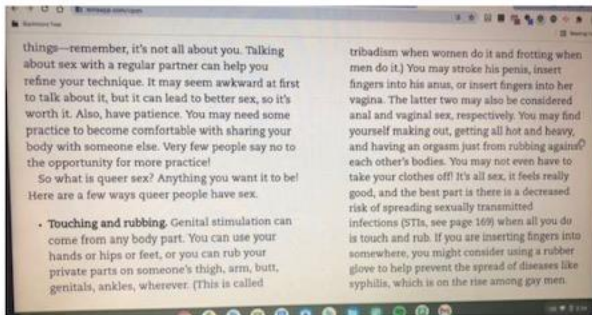 things—remember, it's not all about you. Talking
about sex with a regular partner can help you
refine your technique. It may seem awkward at first
to talk about it, but it can lead to better sex, so it's
worth it. Also, have patience. You may need some
practice to become comfortable with sharing your
body with someone else. Very few people say no to
the opportunity for more practice!
So what is queer sex? Anything you want it to be!
Here are a few ways queer people have sex.
• Touching and rubbing. Genital stimulation can
come from any body part. You can use your
hands or hips or feet, or you can rub your
private parts on someone's thigh, arm, butt,
genitals, ankles, wherever. (This is called
tribadism when women do it and frotting when
men do it.) You may stroke his penis, insert
fingers into his anus, or insert fingers into her
vagina. The latter two may also be considered
anal and vaginal sex, respectively. You may find
yourself making out, getting all hot and heavy,
and having an orgasm just from rubbing against
each other's bodies. You may not even have to
take your clothes off! It's all sex, it feels really
good, and the best part is there is a decreased
risk of spreading sexually transmitted
infections (STIs, see page 169) when all you do
is touch and rub. If you are inserting fingers into
somewhere, you might consider using a rubber
glove to help prevent the spread of diseases like
syphilis, which is on the rise among gay men